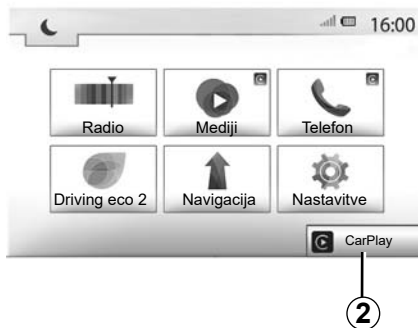 16:00
Radio Mediji Telefon
Driving eco 2 Navigacija Nastavitve
CarPlay
2